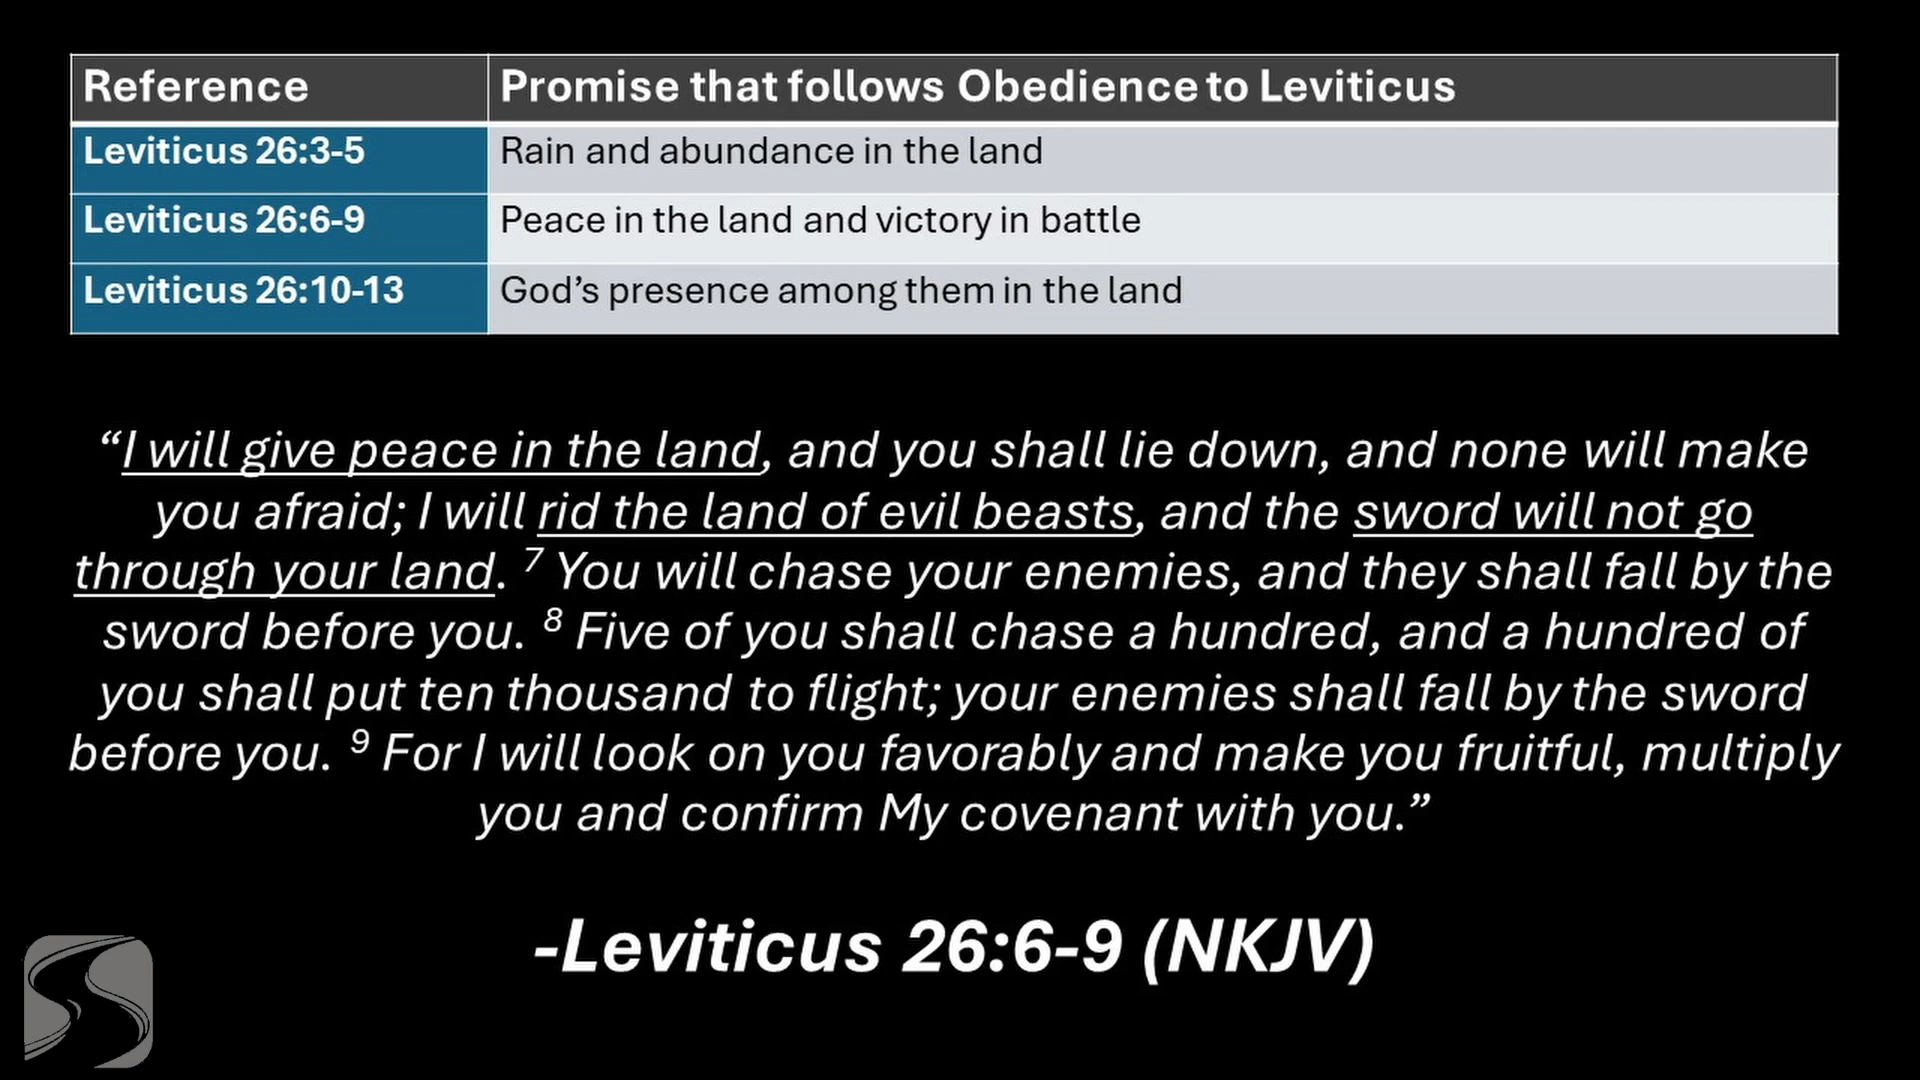 Reference Promise that follows Obedience to Leviticus
Leviticus 26:3-5 Rain and abundance in the land
Leviticus 26:6-9 Peace in the land and victory in battle
Leviticus 26:10-13 God’s presence among them in the land
“I will give peace in the land, and you shall lie down, and none will make
you afraid; I will rid the land of evil beasts, and the sword will not go
through your land. 7 You will chase your enemies, and they shall fall by the
sword before you. 8 Five of you shall chase a hundred, and a hundred of
you shall put ten thousand to flight; your enemies shall fall by the sword
before you. 9 For I will look on you favorably and make you fruitful, multiply
you and confirm My covenant with you.”
-Leviticus 26:6-9 (NKJV)